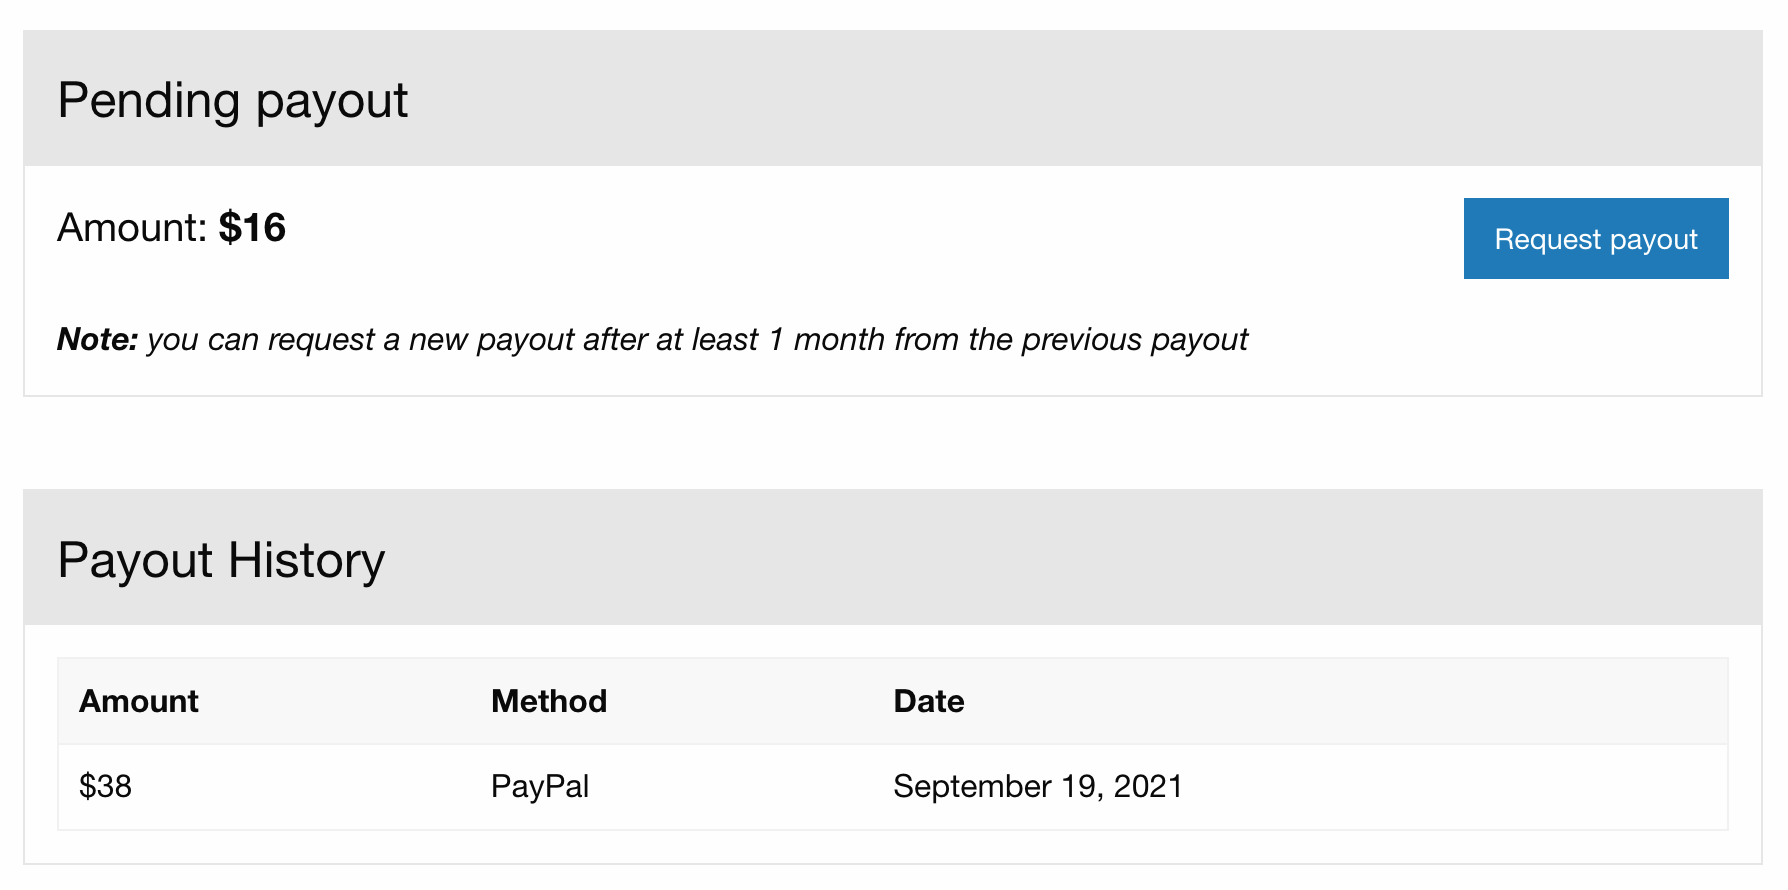 Pending payout
Amount: $16
Request payout
Note: you can request a new payout after at least 1 month from the previous payout
Payout History
Amount Method Date
$38 PayPal September 19, 2021